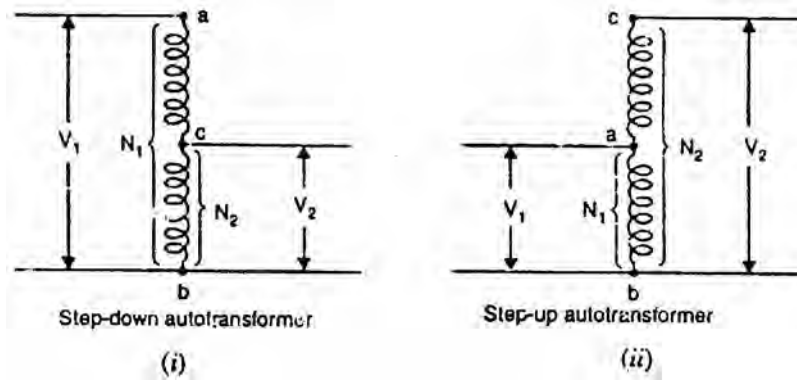 a
V₁
N₁
c
N₂
V₂
b
Step-down autotransformer
(i)
c
a
N₂
V₂
V₁
N₁
b
Step-up autotransformer
(ii)